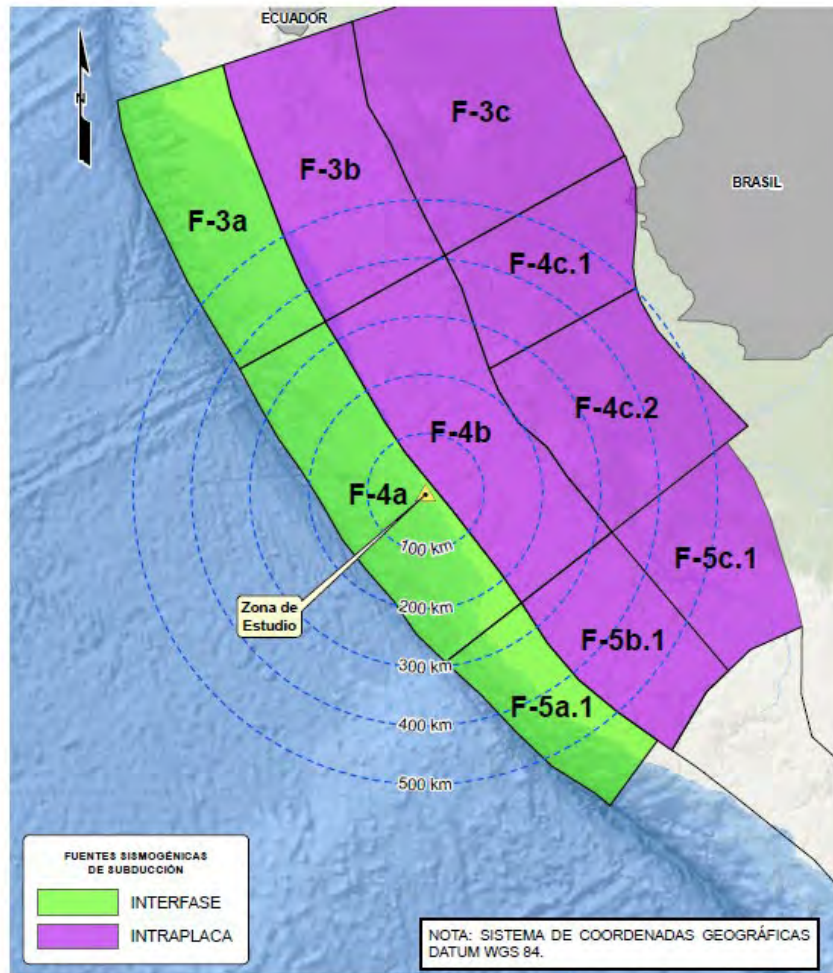 ECUADOR
N
F-3c
BRASIL
F-3b
F-3a
F-4c.1
F-4c.2
F-4b
F-4a
100 km
F-5c.1
Zona de
Estudio
200 km
F-5b.1
300 km
F-5a.1
400 km
500 km
FUENTES SISMOGÉNICAS
DE SUBDUCCIÓN
INTERFASE
INTRAPLACA
NOTA: SISTEMA DE COORDENADAS GEOGRÁFICAS
DATUM WGS 84.